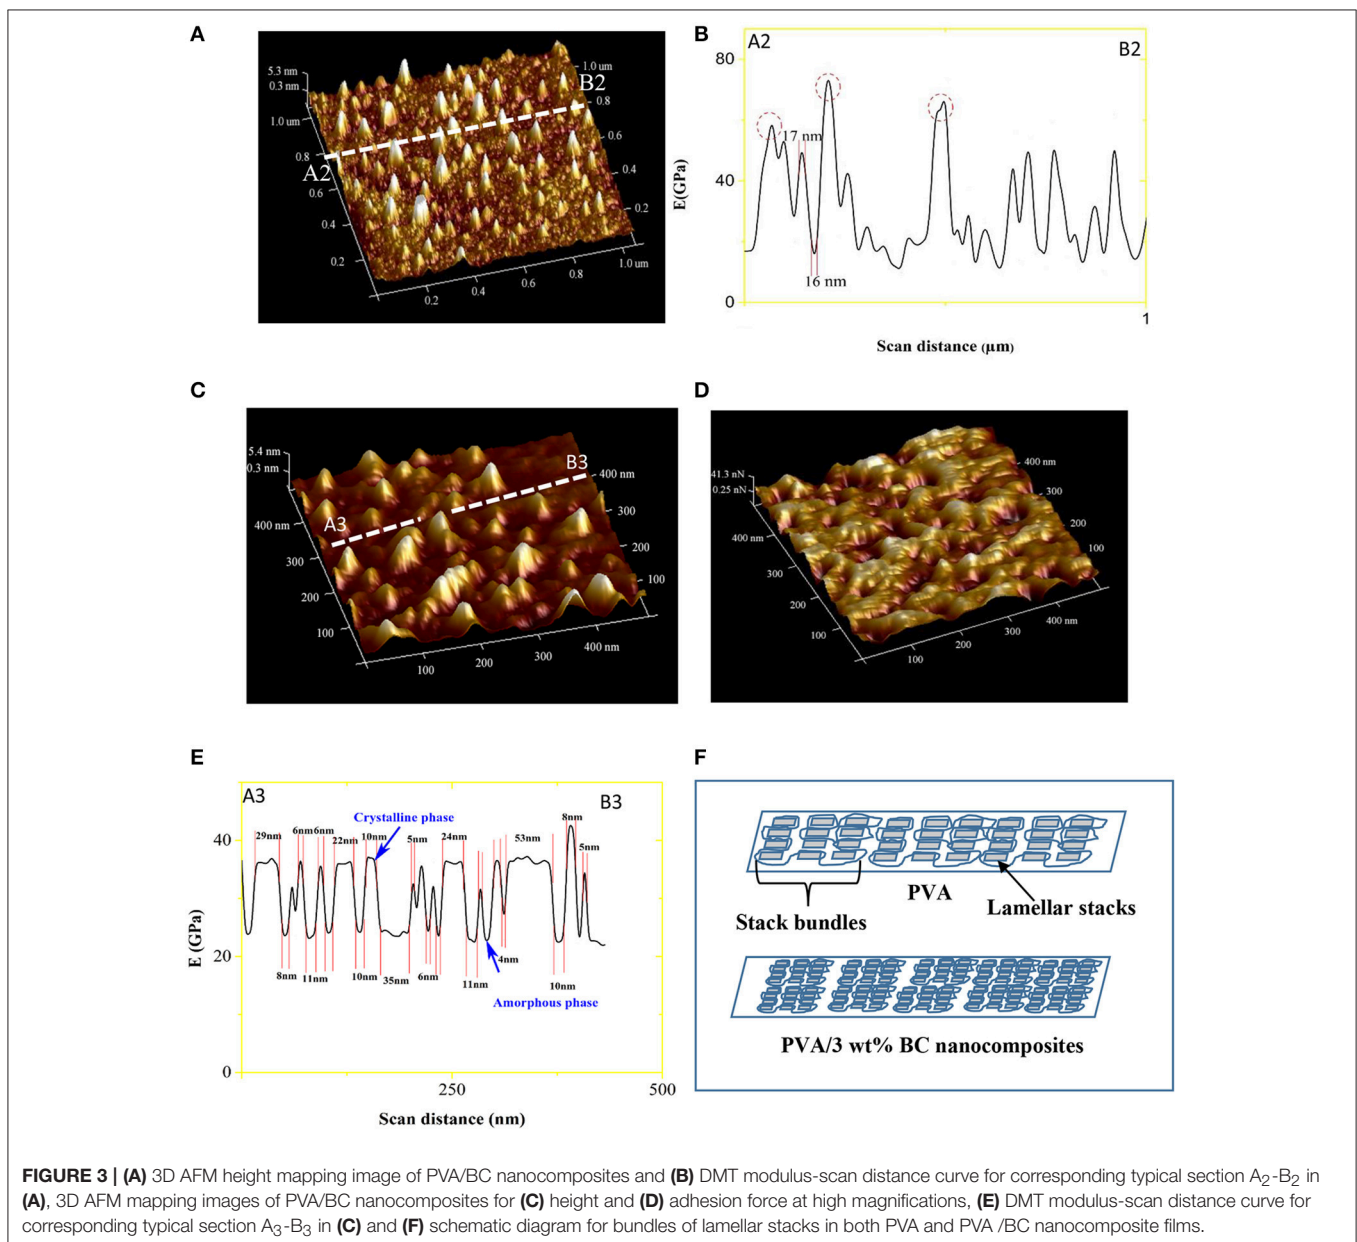 A
5.3 nm
0.3 nm
1.0 um
0.8
0.6
0.4
0.2
A2
B2
1.0 um
0.8
0.6
0.4
0.2
0.2
0.4
0.6
0.8
1.0 um
B
A2
B2
80
40
0
E(GPa)
17 nm
16 nm
1
Scan distance (µm)
C
5.4 nm
0.3 nm
400 nm
300
200
100
A3
B3
400 nm
300
200
100
100
200
300
400 nm
D
41.3 nN
0.25 nN
400 nm
300
200
100
400 nm
300
200
100
100
200
300
400 nm
E
A3
B3
40
20
0
E (GPa)
29nm
6nm
6nm
22nm
10nm
Crystalline phase
5nm
24nm
53nm
8nm
5nm
8nm
11nm
10nm
35nm
6nm
11nm
4nm
10nm
Amorphous phase
250
500
Scan distance (nm)
F
PVA
Stack bundles
Lamellar stacks
PVA/3 wt% BC nanocomposites
FIGURE 3 | (A) 3D AFM height mapping image of PVA/BC nanocomposites and (B) DMT modulus-scan distance curve for corresponding typical section A₂-B₂ in
(A), 3D AFM mapping images of PVA/BC nanocomposites for (C) height and (D) adhesion force at high magnifications, (E) DMT modulus-scan distance curve for
corresponding typical section A₃-B₃ in (C) and (F) schematic diagram for bundles of lamellar stacks in both PVA and PVA /BC nanocomposite films.